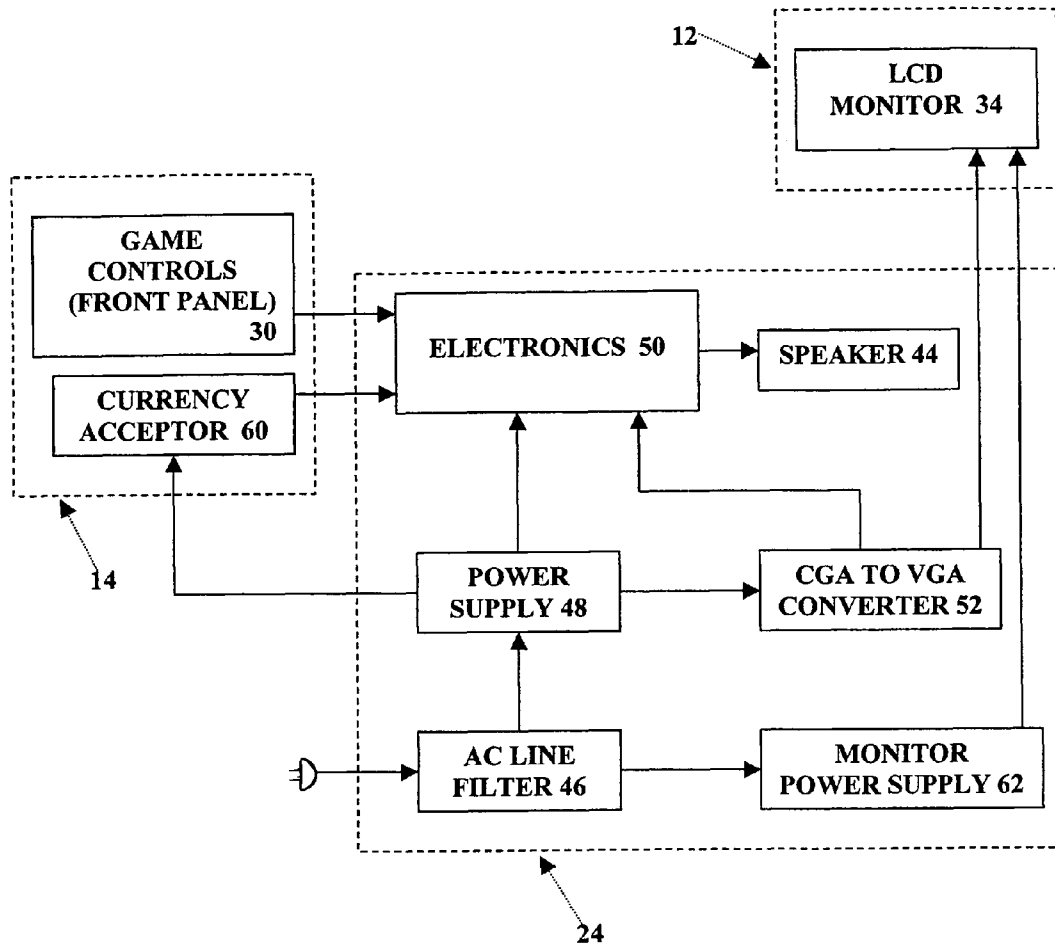 12
LCD
MONITOR 34
GAME
CONTROLS
(FRONT PANEL)
30
CURRENCY
ACCEPTOR 60
14
ELECTRONICS 50
SPEAKER 44
POWER
SUPPLY 48
CGA TO VGA
CONVERTER 52
AC LINE
FILTER 46
MONITOR
POWER SUPPLY 62
24